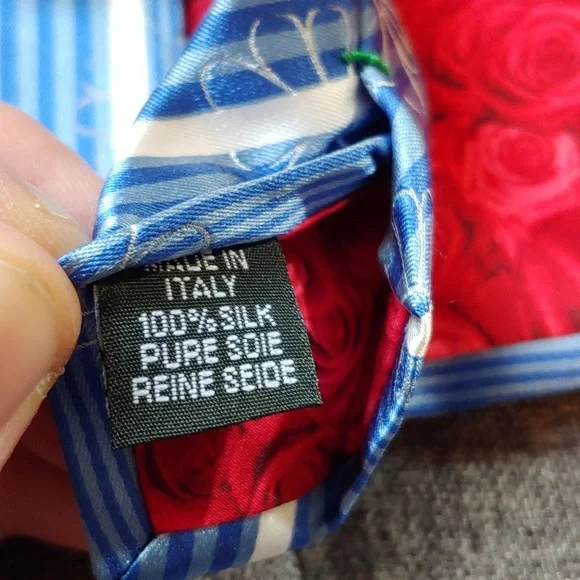 MADE IN
ITALY
100% SILK
PURE SOIE
REINE SEIDE